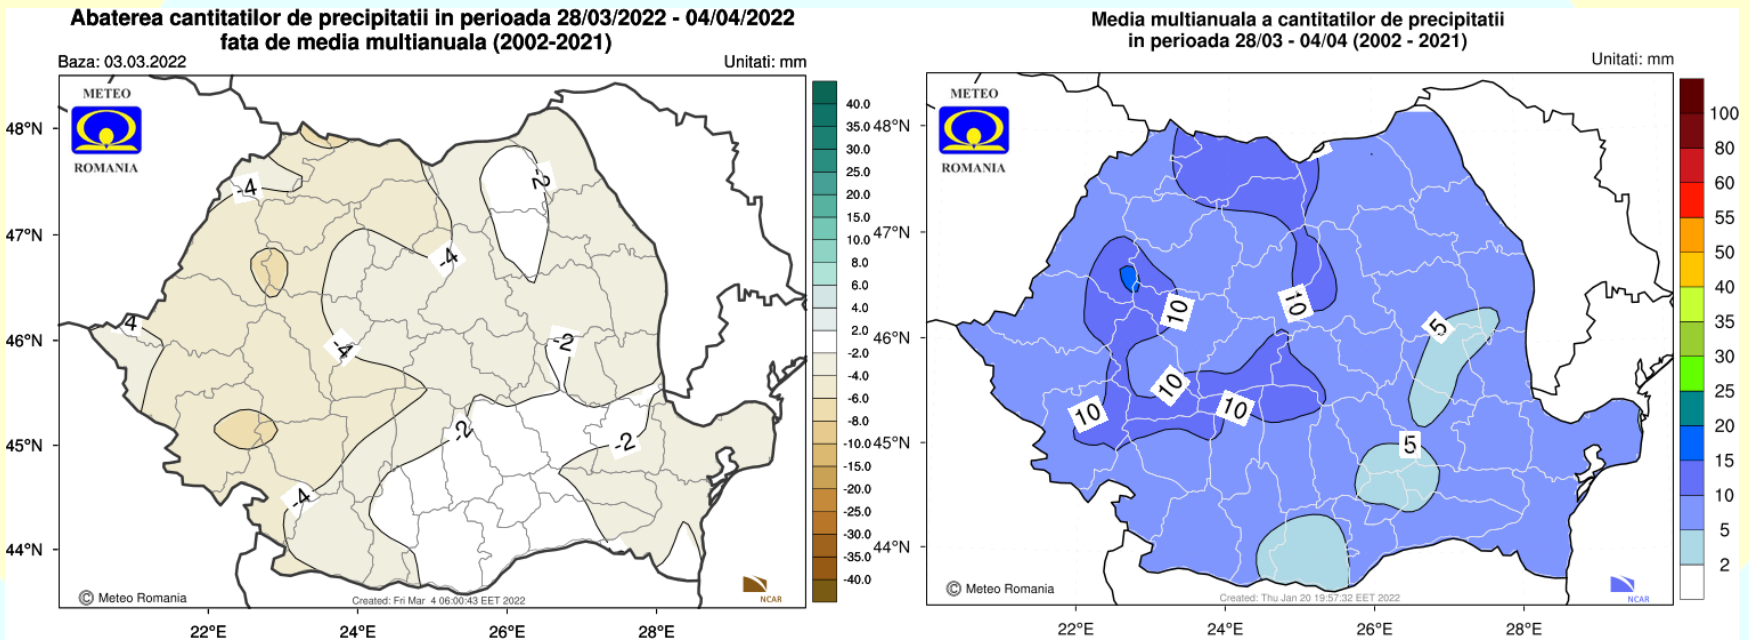 Abaterea cantitatilor de precipitatii in perioada 28/03/2022 - 04/04/2022
fata de media multianuala (2002-2021)
Baza: 03.03.2022
Unitati: mm
METEO
ROMANIA
48°N
47°N
46°N
45°N
44°N
22°E
24°E
26°E
28°E
-4
-2
-4
4
-4
-2
-2
-2
-4
40.0
35.0
30.0
25.0
20.0
15.0
10.0
8.0
6.0
4.0
2.0
-2.0
-4.0
-6.0
-8.0
-10.0
-15.0
-20.0
-25.0
-30.0
-35.0
-40.0
© Meteo Romania
Created: Fri Mar 4 06:00:43 EET 2022
NCAR
Media multianuala a cantitatilor de precipitatii
in perioada 28/03 - 04/04 (2002 - 2021)
Unitati: mm
METEO
ROMANIA
48°N
47°N
46°N
45°N
44°N
22°E
24°E
26°E
28°E
10
10
5
10
10
10
5
100
80
60
55
50
40
35
30
25
20
15
10
5
2
© Meteo Romania
Created: Thu Jan 20 19:57:32 EET 2022
NCAR